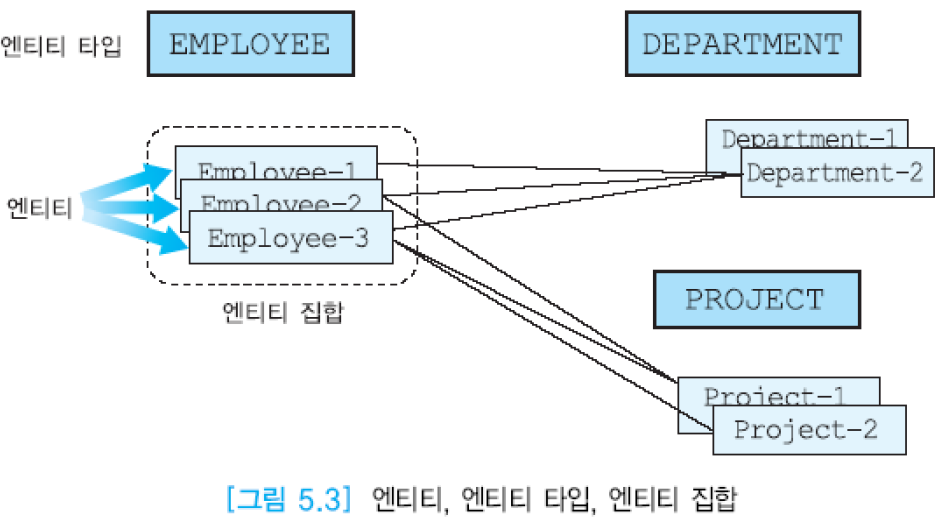 엔티티 타입
EMPLOYEE
DEPARTMENT
Department-1
Department-2
엔티티
Employee-1
Employee-2
Employee-3
엔티티 집합
PROJECT
Project-1
Project-2
[그림 5.3] 엔티티, 엔티티 타입, 엔티티 집합